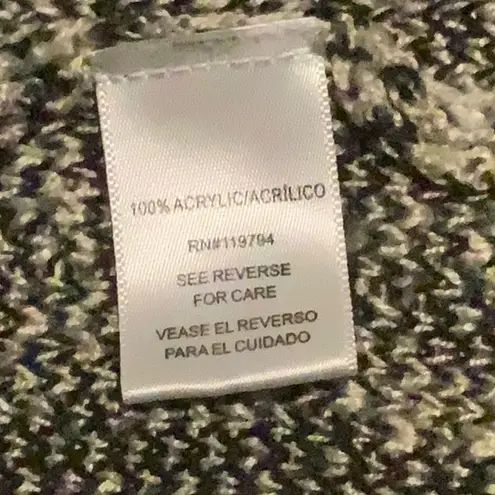 100% ACRYLIC/ACRÍLICO
RN#119794
SEE REVERSE
FOR CARE
VEASE EL REVERSO
PARA EL CUIDADO